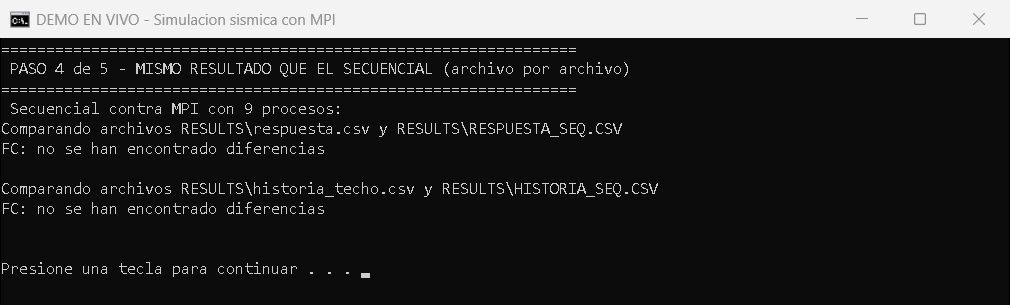 DEMO EN VIVO - Simulacion sismica con MPI
================================================================
PASO 4 de 5 - MISMO RESULTADO QUE EL SECUENCIAL (archivo por archivo)
================================================================
Secuencial contra MPI con 9 procesos:
Comparando archivos RESULTS\respuesta.csv y RESULTS\RESPUESTA_SEQ.CSV
FC: no se han encontrado diferencias
Comparando archivos RESULTS\historia_techo.csv y RESULTS\HISTORIA_SEQ.CSV
FC: no se han encontrado diferencias
Presione una tecla para continuar . . .